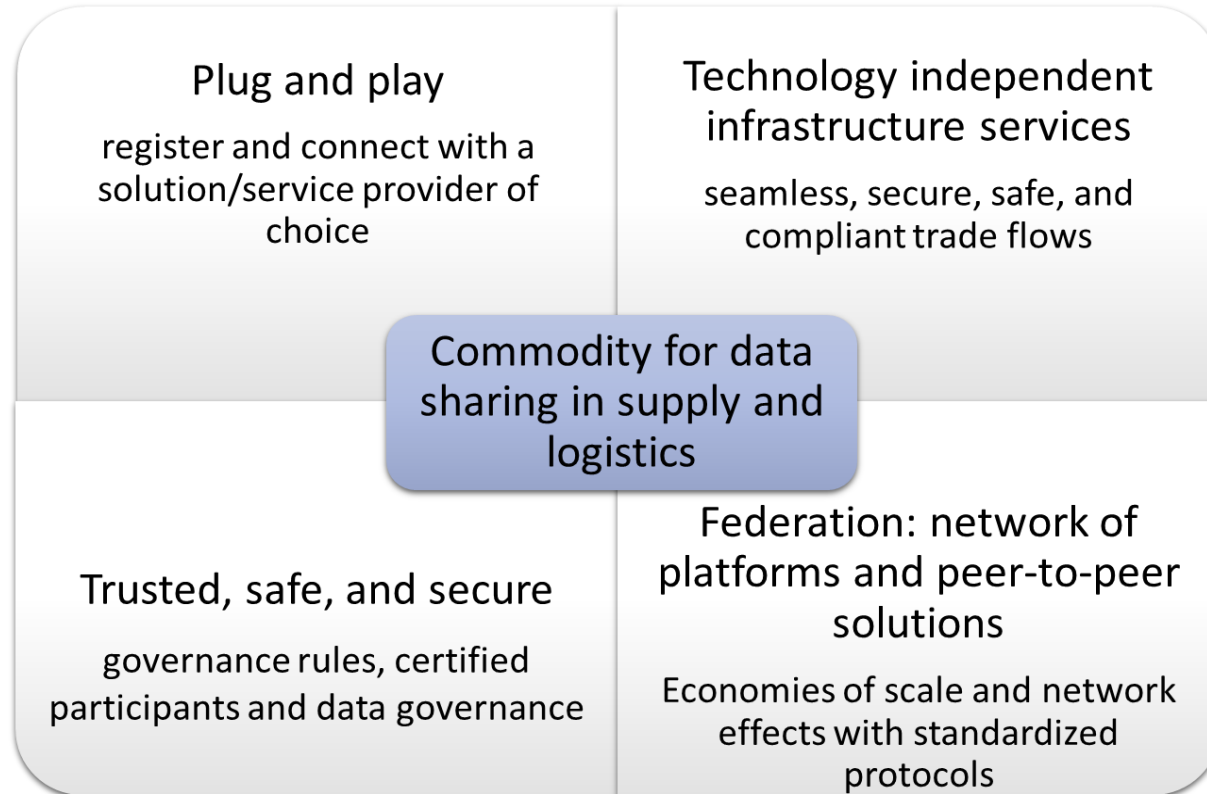 Plug and play
register and connect with a
solution/service provider of
choice
Technology independent
infrastructure services
seamless, secure, safe, and
compliant trade flows
Commodity for data
sharing in supply and
logistics
Trusted, safe, and secure
governance rules, certified
participants and data governance
Federation: network of
platforms and peer-to-peer
solutions
Economies of scale and network
effects with standardized
protocols